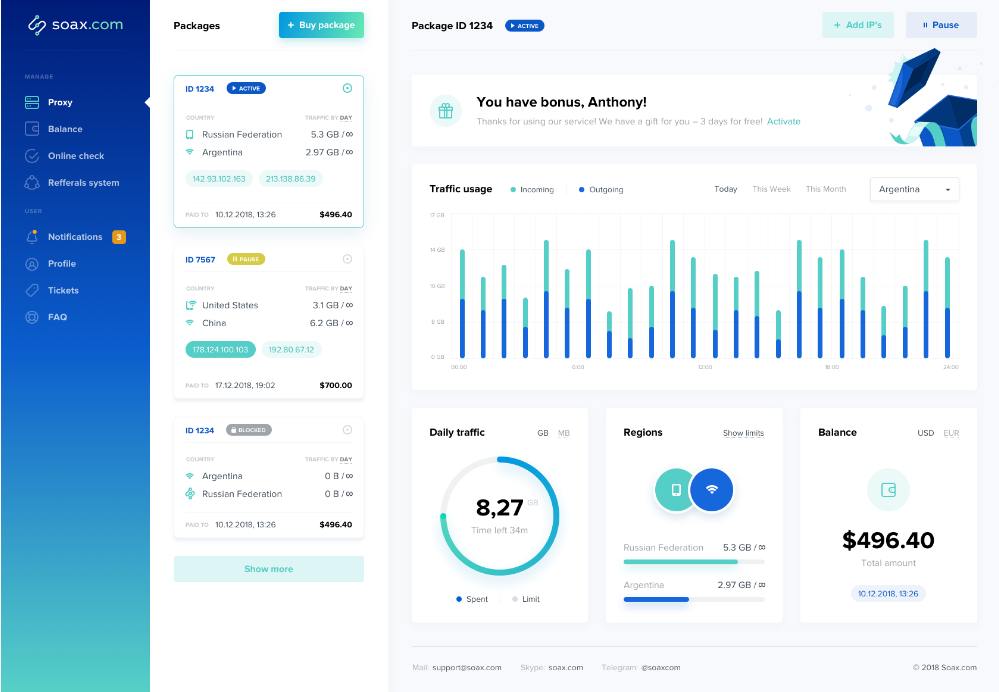 soax.com
MANAGE
Proxy
Balance
Online check
Refferals system
USER
Notifications 3
Profile
Tickets
FAQ
Packages
+ Buy package
ID 1234 ACTIVE
COUNTRY TRAFFIC BY DAY
Russian Federation 5.3 GB / ∞
Argentina 2.97 GB / ∞
142.93.102.163 213.138.86.39
PAID TO 10.12.2018, 13:26 $496.40
ID 7567 PAUSE
COUNTRY TRAFFIC BY DAY
United States 3.1 GB / ∞
China 6.2 GB / ∞
178.124.100.103 192.80.67.12
PAID TO 17.12.2018, 19:02 $700.00
ID 1234 BLOCKED
COUNTRY TRAFFIC BY DAY
Argentina 0 B / ∞
Russian Federation 0 B / ∞
PAID TO 10.12.2018, 13:26 $496.40
Show more
Package ID 1234 ACTIVE
+ Add IP's
Pause
You have bonus, Anthony!
Thanks for using our service! We have a gift for you – 3 days for free! Activate
Traffic usage Incoming Outgoing Today This Week This Month Argentina
17 GB
14 GB
10 GB
8 GB
0 GB
00:00 6:00 12:00 18:00 24:00
Daily traffic GB MB
8,27 GB
Time left 34m
Spent Limit
Regions Show limits
Russian Federation 5.3 GB / ∞
Argentina 2.97 GB / ∞
Balance USD EUR
$496.40
Total amount
10.12.2018, 13:26
Mail: support@soax.com Skype: soax.com Telegram: @soaxcom © 2018 Soax.com